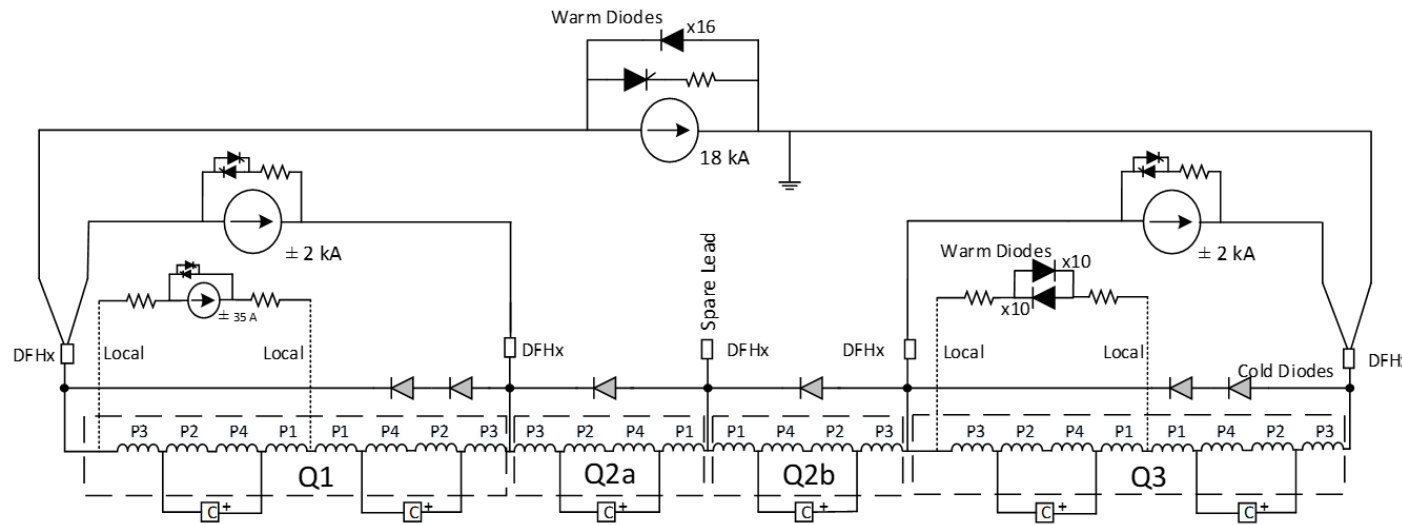 Warm Diodes
x16
18 kA
± 2 kA
± 2 kA
Warm Diodes
x10
x10
± 35 A
Spare Lead
DFHx
Local
Local
DFHx
DFHx
DFHx
Local
Local
DFHx
Cold Diodes
P3 P2 P4 P1 P1 P4 P2 P3 P3 P2 P4 P1 P1 P4 P2 P3 P3 P2 P4 P1 P1 P4 P2 P3
Q1 Q2a Q2b Q3
C + C + C + C + C + C +